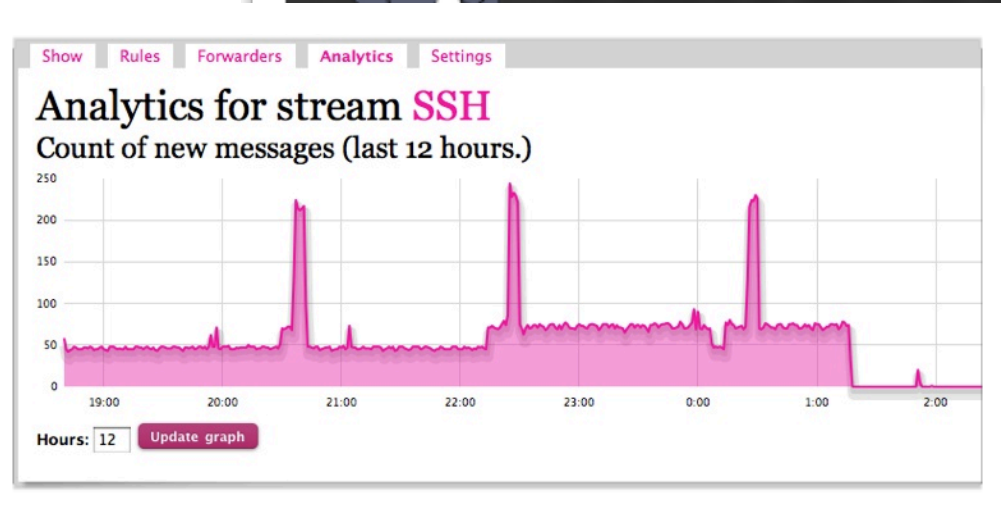 Show Rules Forwarders Analytics Settings
Analytics for stream SSH
Count of new messages (last 12 hours.)
250
200
150
100
50
0
19:00 20:00 21:00 22:00 23:00 0:00 1:00 2:00
Hours: 12 Update graph